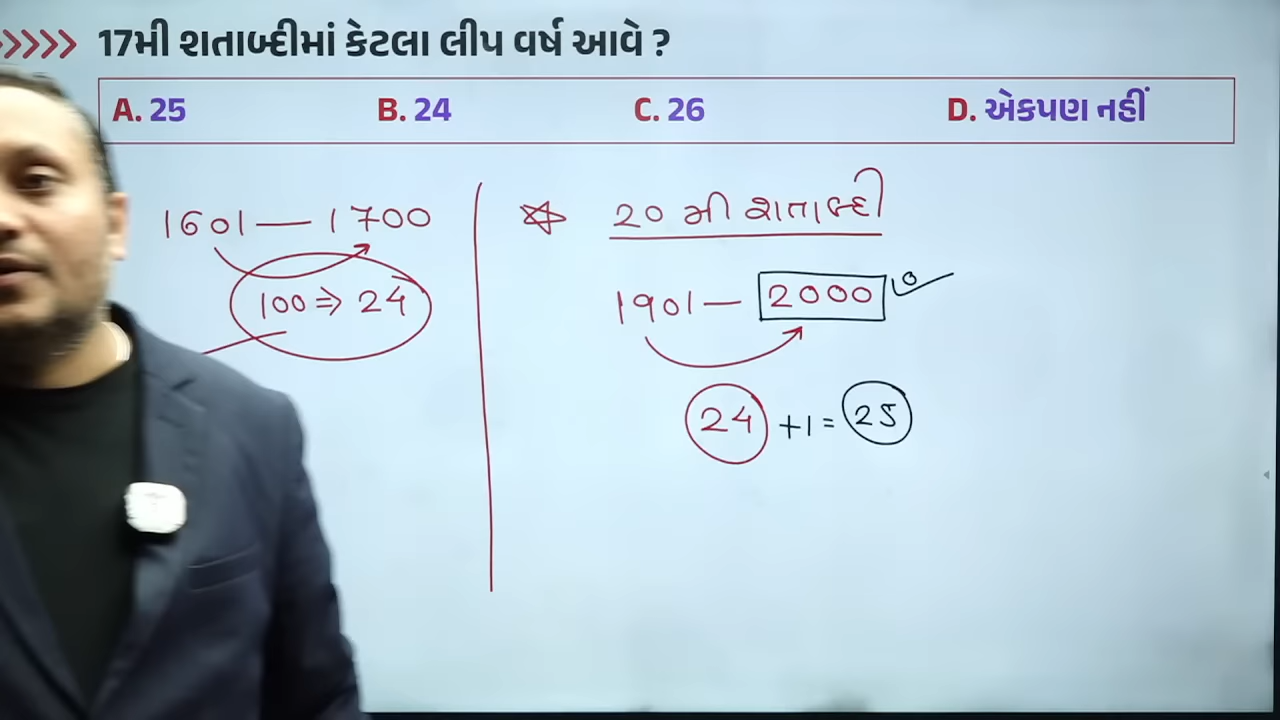 17મી શતાબ્દીમાં કેટલા લીપ વર્ષ આવે ?
A. 25 B. 24 C. 26 D. એકપણ નહીં
1601 — 1700
100 ⇒ 24
20 મી શતાબ્દી
1901 — 2000
24 +1 = 25